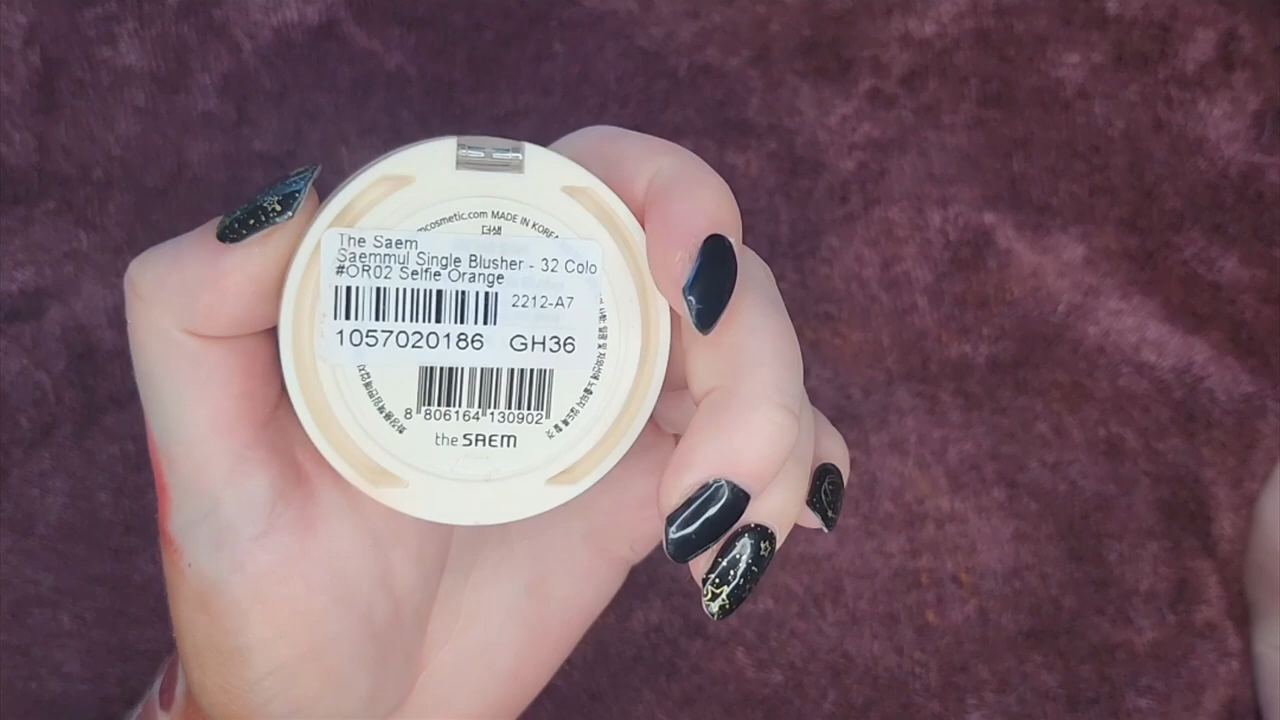 mcosmetic.com MADE IN KOREA
더샘
The Saem
Saemmul Single Blusher - 32 Colo
#OR02 Selfie Orange
2212-A7
1057020186 GH36
8 806164 130902
the SAEM